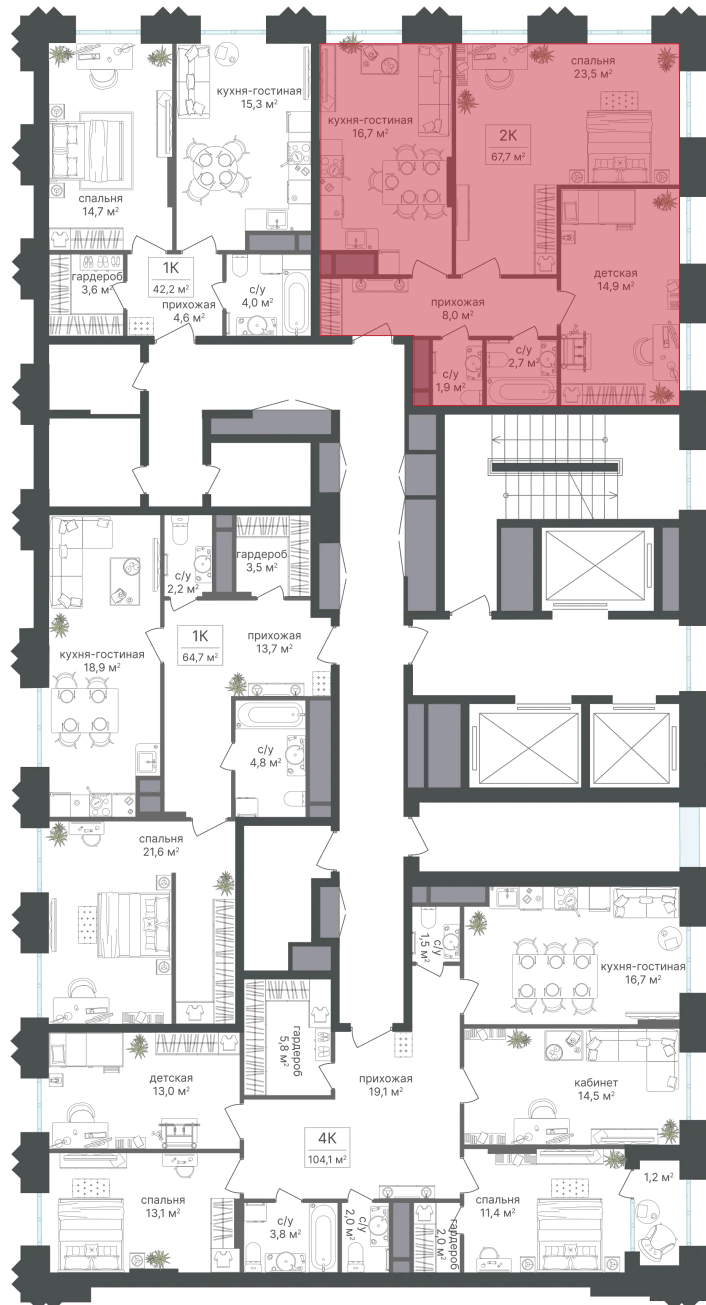 кухня-гостиная
15,3 м²
спальня
14,7 м²
гардероб
3,6 м²
1К
42,2 м²
прихожая
4,6 м²
с/у
4,0 м²
кухня-гостиная
16,7 м²
спальня
23,5 м²
2К
67,7 м²
детская
14,9 м²
прихожая
8,0 м²
с/у
1,9 м²
с/у
2,7 м²
с/у
2,2 м²
гардероб
3,5 м²
кухня-гостиная
18,9 м²
1К
64,7 м²
прихожая
13,7 м²
с/у
4,8 м²
спальня
21,6 м²
с/у
1,5 м²
кухня-гостиная
16,7 м²
гардероб
5,8 м²
детская
13,0 м²
прихожая
19,1 м²
кабинет
14,5 м²
4К
104,1 м²
спальня
13,1 м²
с/у
3,8 м²
с/у
2,0 м²
гардероб
2,0 м²
спальня
11,4 м²
1,2 м²